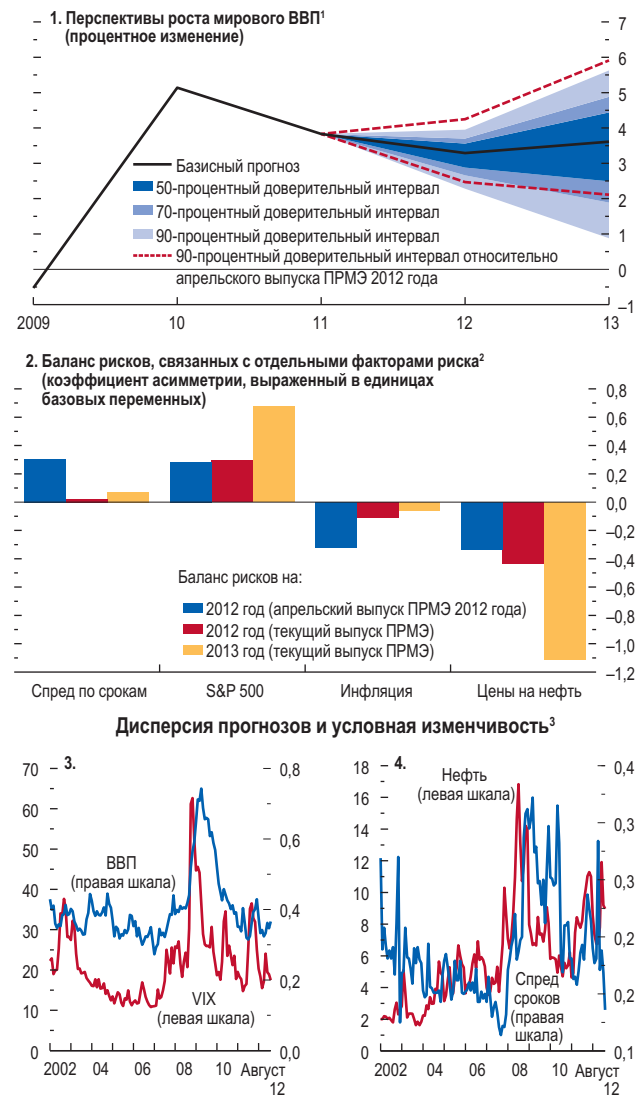 1. Перспективы роста мирового ВВП¹
(процентное изменение)
7
6
5
4
3
2
1
0
–1
Базисный прогноз
50-процентный доверительный интервал
70-процентный доверительный интервал
90-процентный доверительный интервал
90-процентный доверительный интервал относительно
апрельского выпуска ПРМЭ 2012 года
2009 10 11 12 13
2. Баланс рисков, связанных с отдельными факторами риска²
(коэффициент асимметрии, выраженный в единицах
базовых переменных)
0,8
0,6
0,4
0,2
0,0
–0,2
–0,4
–0,6
–0,8
–1,0
–1,2
Баланс рисков на:
2012 год (апрельский выпуск ПРМЭ 2012 года)
2012 год (текущий выпуск ПРМЭ)
2013 год (текущий выпуск ПРМЭ)
Спред по срокам S&P 500 Инфляция Цены на нефть
Дисперсия прогнозов и условная изменчивость³
3.
70
60
50
40
30
20
10
0
0,8
0,6
0,4
0,2
0,0
ВВП
(правая шкала)
VIX
(левая шкала)
2002 04 06 08 10 Август
12
4.
18
16
14
12
10
8
6
4
2
0
0,4
0,3
0,3
0,2
0,2
0,1
Нефть
(левая шкала)
Спред
сроков
(правая
шкала)
2002 04 06 08 10 Август
12